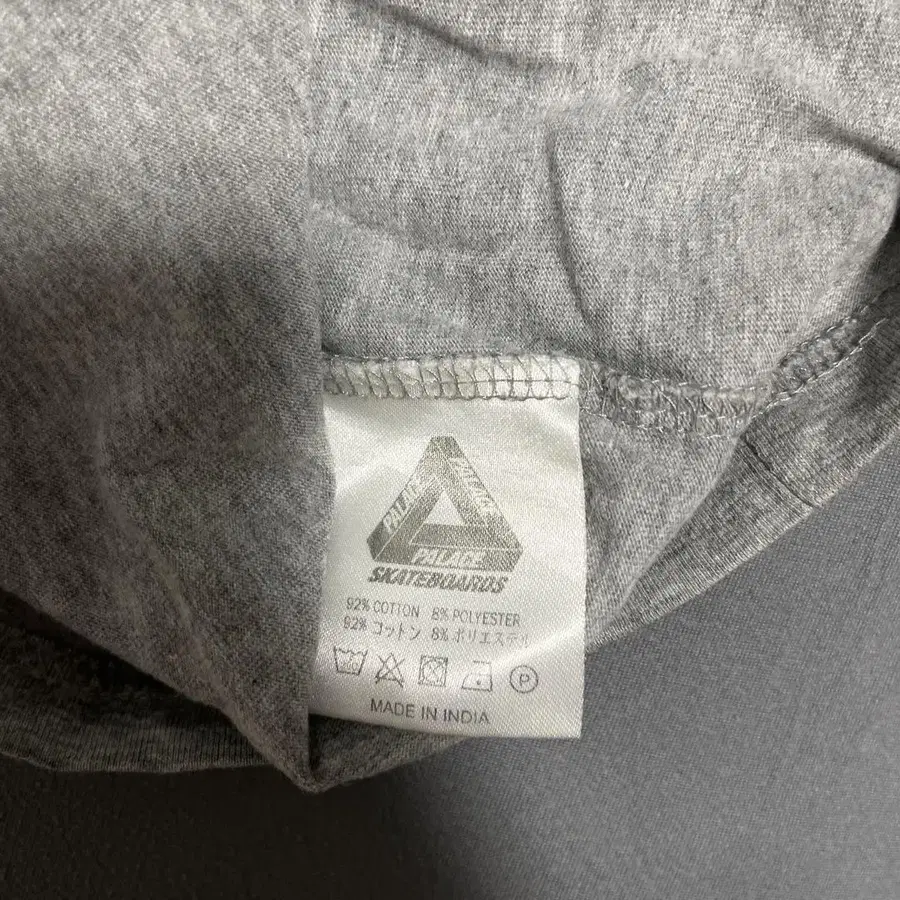 PALACE
PALACE
PALACE
SKATEBOARDS
92% COTTON 8% POLYESTER
92% コットン 8% ポリエステル
P
MADE IN INDIA